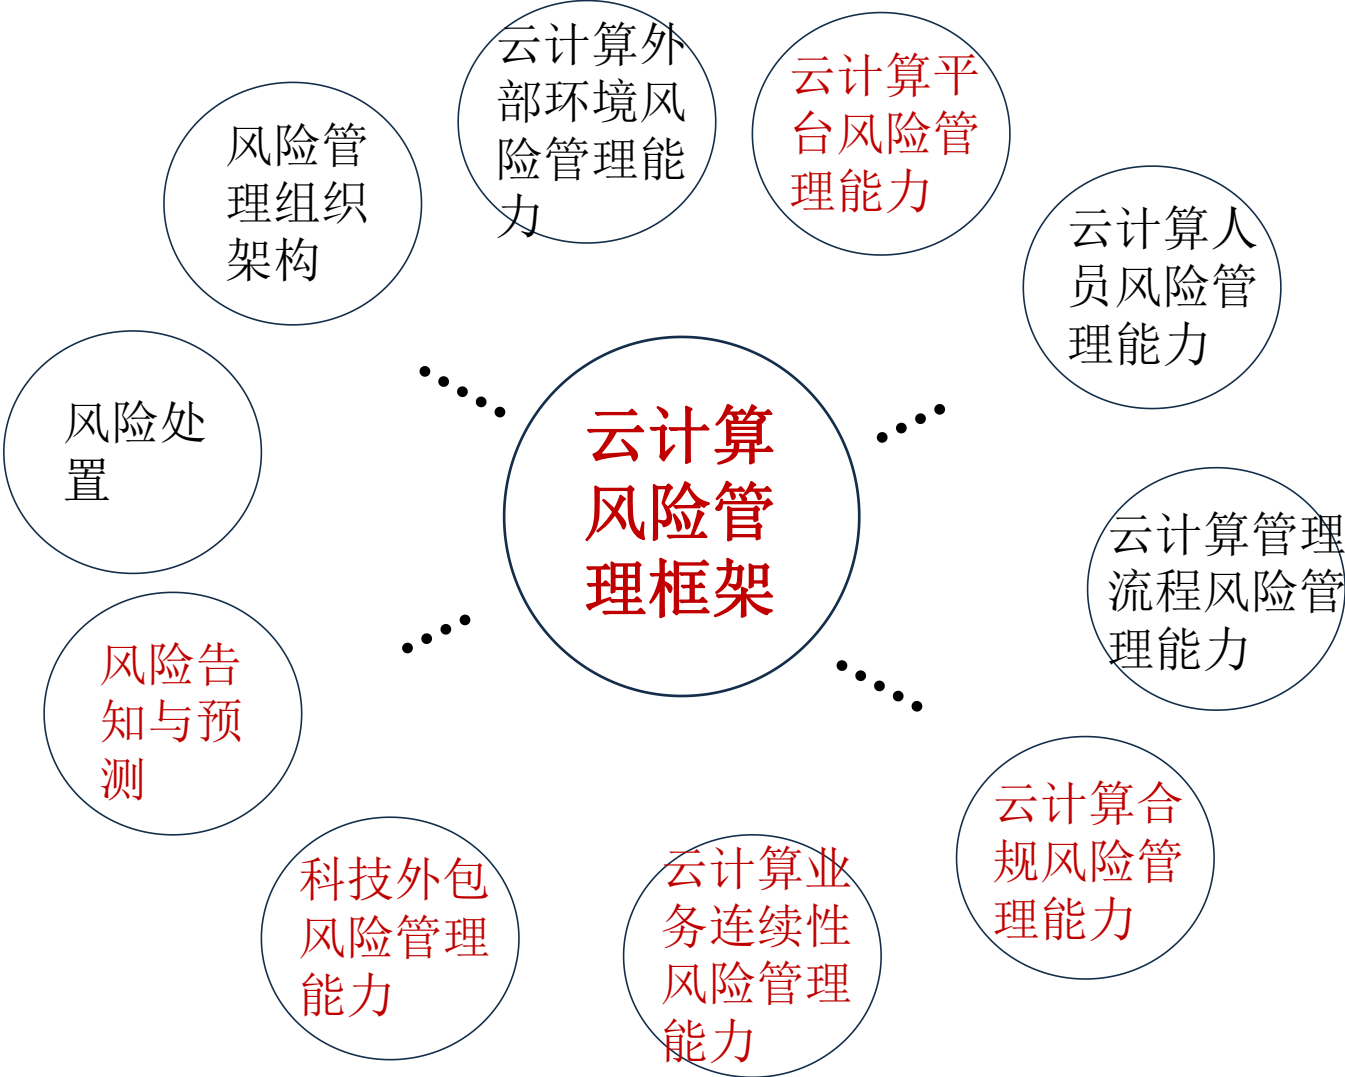 云计算外
部环境风
险管理能
力
云计算平
台风险管
理能力
风险管
理组织
架构
云计算人
员风险管
理能力
风险处
置
云计算
风险管
理框架
云计算管理
流程风险管
理能力
风险告
知与预
测
云计算合
规风险管
理能力
科技外包
风险管理
能力
云计算业
务连续性
风险管理
能力